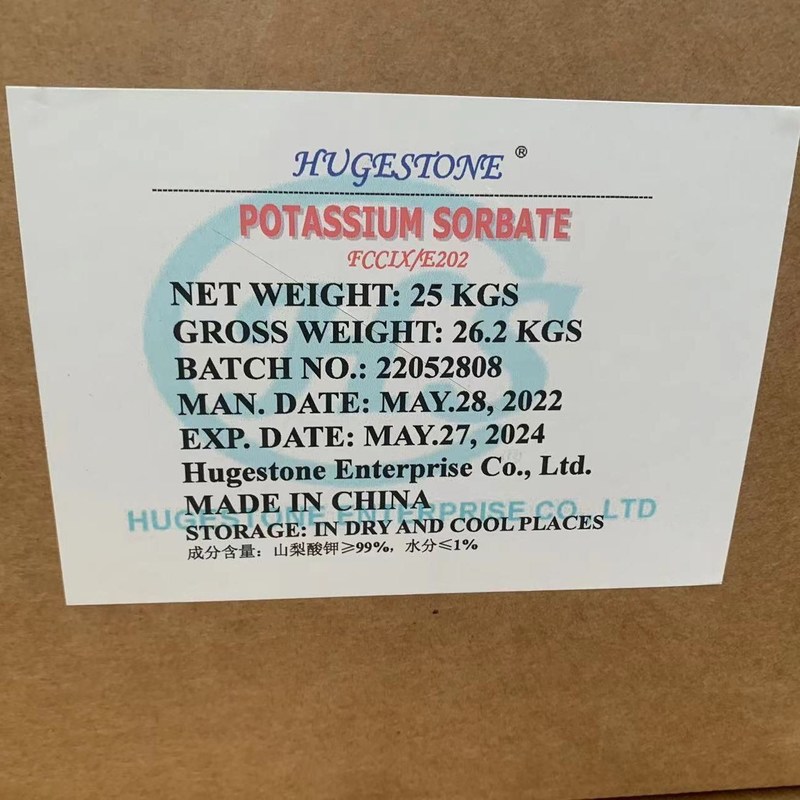 HUGESTONE ®
POTASSIUM SORBATE
FCCIX/E202
NET WEIGHT: 25 KGS
GROSS WEIGHT: 26.2 KGS
BATCH NO.: 22052808
MAN. DATE: MAY.28, 2022
EXP. DATE: MAY.27, 2024
Hugestone Enterprise Co., Ltd.
MADE IN CHINA
HUGESTONE ENTERPRISE CO., LTD
STORAGE: IN DRY AND COOL PLACES
成分含量：山梨酸钾≥99%，水分≤1%